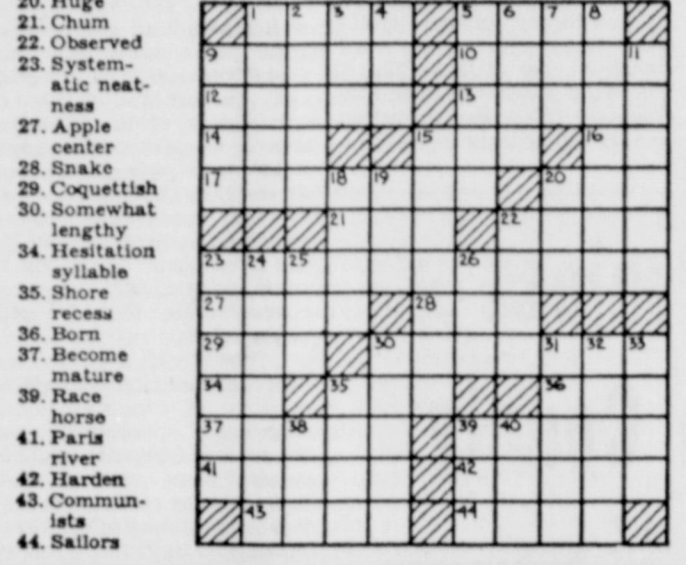 20. Huge
21. Chum
22. Observed
23. System-
atic neat-
ness
27. Apple
center
28. Snake
29. Coquettish
30. Somewhat
lengthy
34. Hesitation
syllable
35. Shore
recess
36. Born
37. Become
mature
39. Race
horse
41. Paris
river
42. Harden
43. Commun-
ists
44. Sailors
1 2 3 4 5 6 7 8
9 10 11
12 13
14 15 16
17 18 19 20
21 22
23 24 25 26
27 28
29 30 31 32 33
34 35 36
37 38 39 40
41 42
43 44